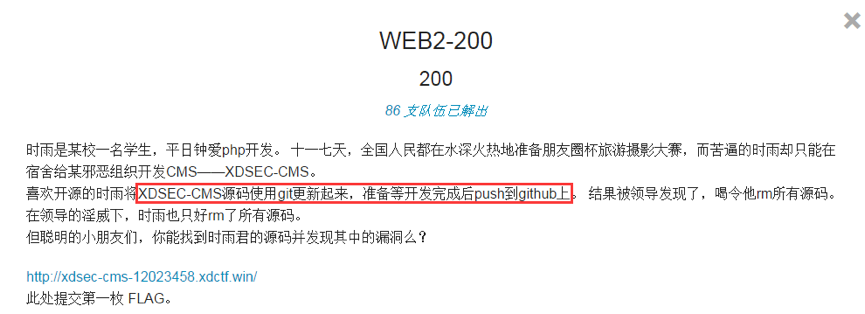 WEB2-200
200
86 支队伍已解出
时雨是某校一名学生，平日钟爱php开发。 十一七天，全国人民都在水深火热地准备朋友圈杯旅游摄影大赛，而苦逼的时雨却只能在
宿舍给某邪恶组织开发CMS——XDSEC-CMS。
喜欢开源的时雨将XDSEC-CMS源码使用git更新起来，准备等开发完成后push到github上。 结果被领导发现了，喝令他rm所有源码。
在领导的淫威下，时雨也只好rm了所有源码。
但聪明的小朋友们，你能找到时雨君的源码并发现其中的漏洞么？
http://xdsec-cms-12023458.xdctf.win/
此处提交第一枚 FLAG。